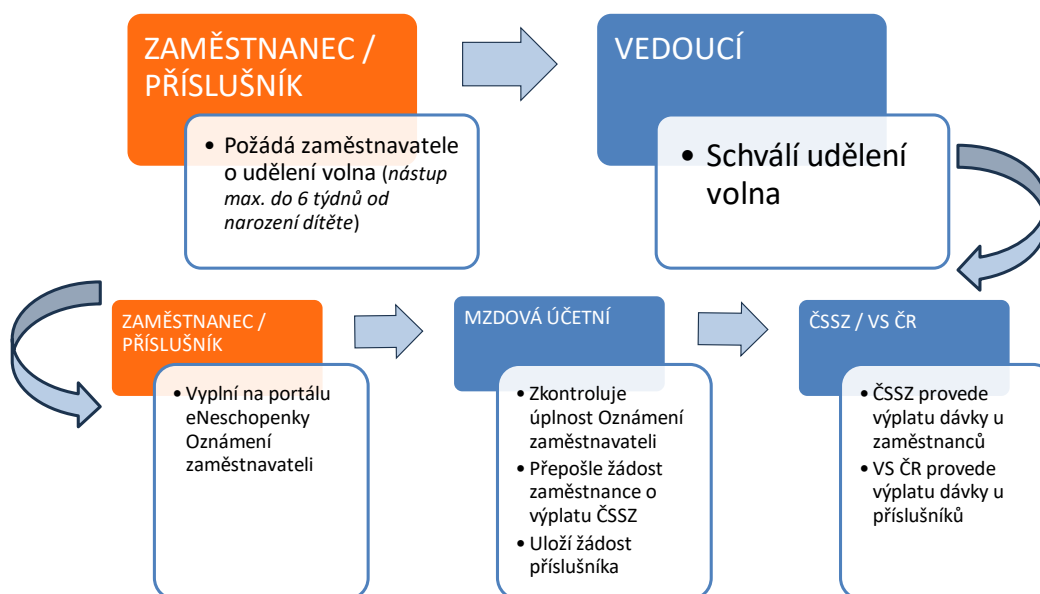 ZAMĚSTNANEC /
PŘÍSLUŠNÍK
• Požádá zaměstnavatele
o udělení volna (nástup
max. do 6 týdnů od
narození dítěte)
VEDOUCÍ
• Schválí udělení
volna
ZAMĚSTNANEC /
PŘÍSLUŠNÍK
• Vyplní na portálu
eNeschopenky
Oznámení
zaměstnavateli
MZDOVÁ ÚČETNÍ
• Zkontroluje
úplnost Oznámení
zaměstnavateli
• Přepošle žádost
zaměstnance o
výplatu ČSSZ
• Uloží žádost
příslušníka
ČSSZ / VS ČR
• ČSSZ provede
výplatu dávky u
zaměstnanců
• VS ČR provede
výplatu dávky u
příslušníků